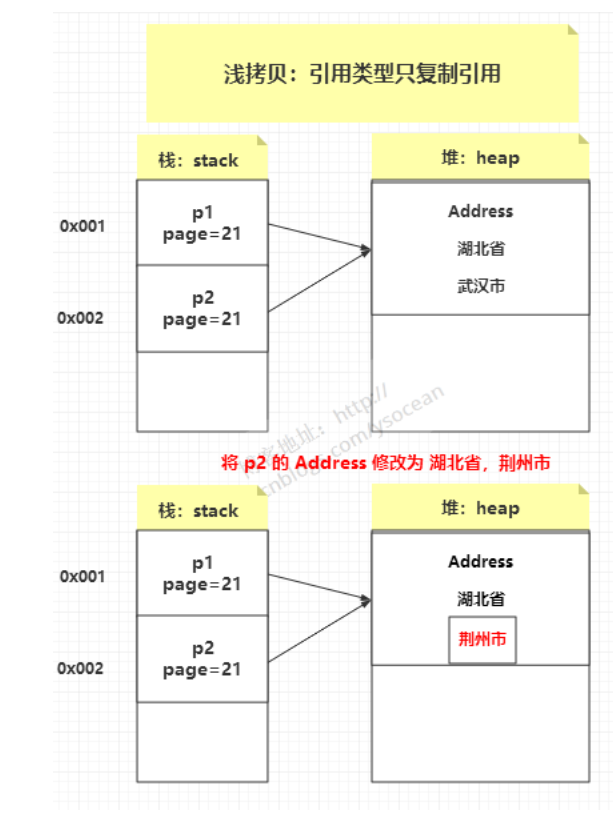 浅拷贝：引用类型只复制引用
栈：stack
堆：heap
0x001
p1
page=21
Address
湖北省
武汉市
0x002
p2
page=21
地址：http://
cnblogs.com/ysocean
将 p2 的 Address 修改为 湖北省，荆州市
栈：stack
堆：heap
0x001
p1
page=21
Address
湖北省
荆州市
0x002
p2
page=21